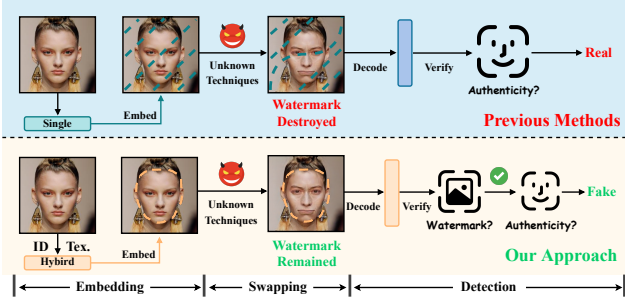 Single
Embed
Unknown
Techniques
Watermark
Destroyed
Decode
Verify
Authenticity?
Real
Previous Methods
ID Tex.
Hybird
Embed
Unknown
Techniques
Watermark
Remained
Decode
Verify
Watermark?
Authenticity?
Fake
Our Approach
Embedding
Swapping
Detection